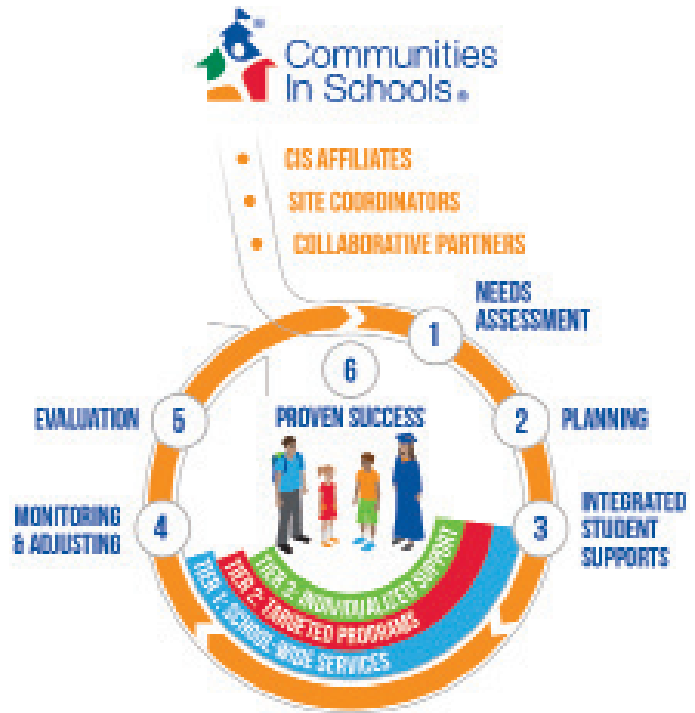 Communities
In Schools®
• CIS AFFILIATES
• SITE COORDINATORS
• COLLABORATIVE PARTNERS
1
NEEDS
ASSESSMENT
6
PROVEN SUCCESS
EVALUATION
5
2
PLANNING
MONITORING
& ADJUSTING
4
3
INTEGRATED
STUDENT
SUPPORTS
TIER 3: INDIVIDUALIZED SUPPORT
TIER 2: TARGETED PROGRAMS
TIER 1: SCHOOL-WIDE SERVICES